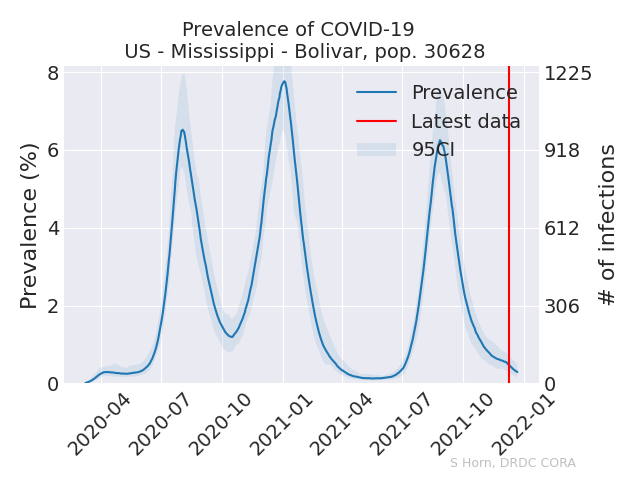 Prevalence of COVID-19
US - Mississippi - Bolivar, pop. 30628
Prevalence (%)
8
6
4
2
0
Prevalence
Latest data
95CI
1225
918
612
306
0
# of infections
2020-04
2020-07
2020-10
2021-01
2021-04
2021-07
2021-10
2022-01
S Horn, DRDC CORA